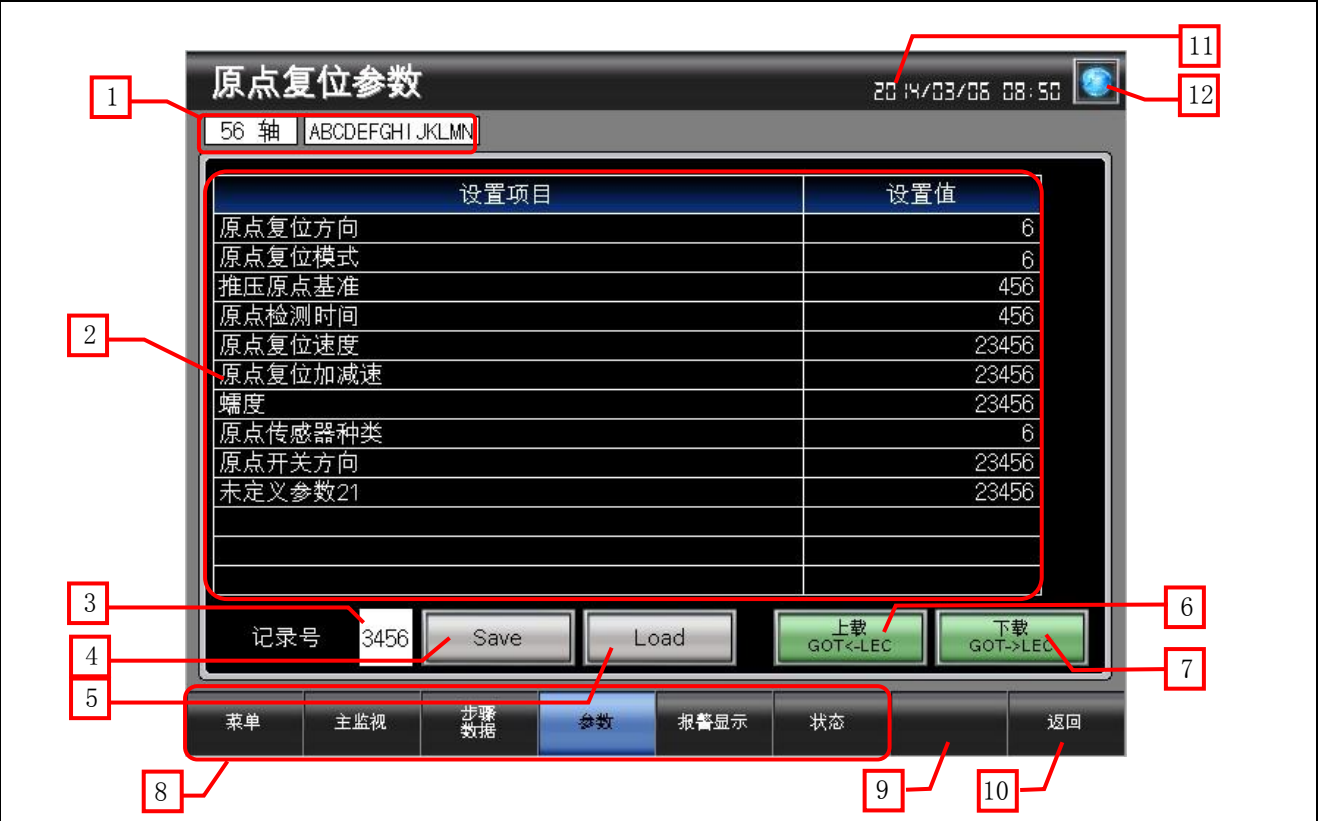 11
原点复位参数
2014/03/06 08:50
12
1
56 轴 ABCDEFGHIJKLMN
设置项目 设置值
原点复位方向 6
原点复位模式 6
推压原点基准 456
原点检测时间 456
2
原点复位速度 23456
原点复位加减速 23456
蠕度 23456
原点传感器种类 6
原点开关方向 23456
未定义参数21 23456
3
6
记录号 3456 Save Load
上载
GOT<-LEC
下载
GOT->LEC
4
7
5
菜单 主监视
步骤
数据
参数 报警显示 状态 返回
8
9
10